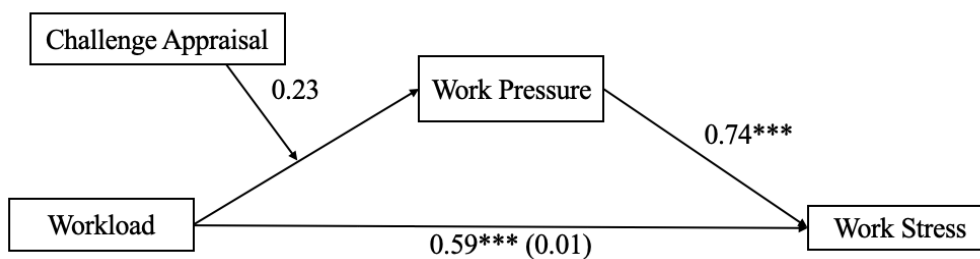 Challenge Appraisal
0.23
Work Pressure
0.74***
Workload
0.59*** (0.01)
Work Stress